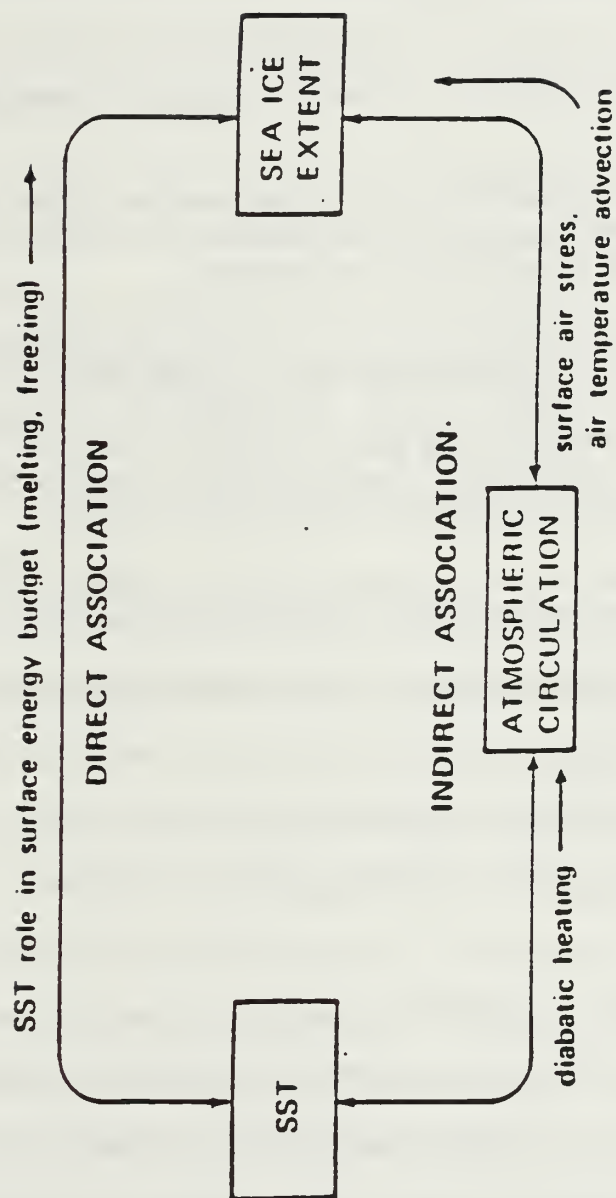 SST role in surface energy budget (melting, freezing)
DIRECT ASSOCIATION
SST
SEA ICE
EXTENT
INDIRECT ASSOCIATION.
ATMOSPHERIC
CIRCULATION
diabatic heating
surface air stress,
air temperature advection